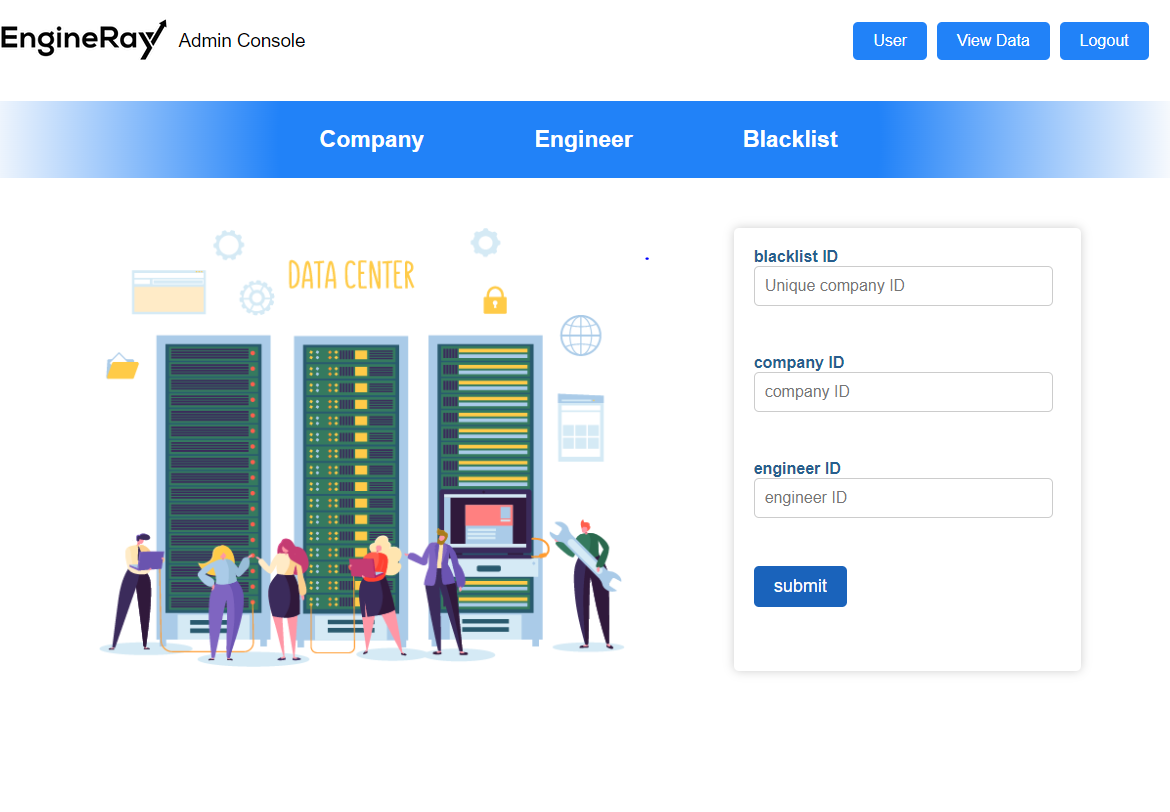 EngineRay Admin Console
User View Data Logout
Company Engineer Blacklist
DATA CENTER
blacklist ID
Unique company ID
company ID
company ID
engineer ID
engineer ID
submit